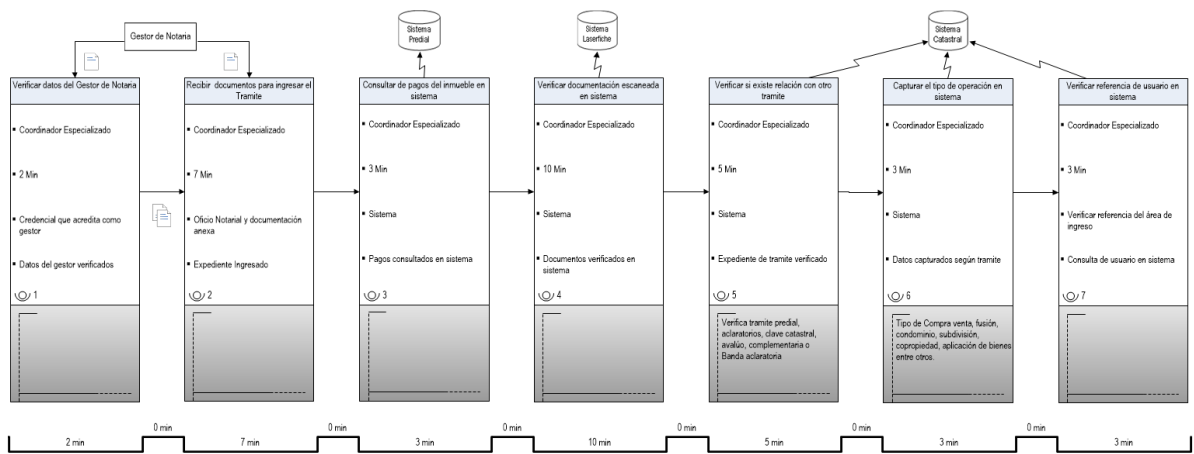 Gestor de Notaria
Sistema
Predial
Sistema
Laserfiche
Sistema
Catastral
Verificar datos del Gestor de Notaria
Coordinador Especializado
2 Min
Credencial que acredita como
gestor
Datos del gestor verificados
1
Recibir documentos para ingresar el
Tramite
Coordinador Especializado
7 Min
Oficio Notarial y documentación
anexa
Expediente Ingresado
2
Consultar de pagos del inmueble en
sistema
Coordinador Especializado
3 Min
Sistema
Pagos consultados en sistema
3
Verificar documentación escaneada
en sistema
Coordinador Especializado
10 Min
Sistema
Documentos verificados en
sistema
4
Verificar si existe relación con otro
tramite
Coordinador Especializado
5 Min
Sistema
Expediente de tramite verificado
5
Verifica tramite predial,
aclaratorios, clave catastral,
avalúo, complementaria o
Banda aclaratoria
Capturar el tipo de operación en
sistema
Coordinador Especializado
3 Min
Sistema
Datos capturados según tramite
6
Tipo de Compra venta, fusión,
condominio, subdivisión,
copropiedad, aplicación de bienes
entre otros.
Verificar referencia de usuario en
sistema
Coordinador Especializado
3 Min
Verificar referencia del área de
ingreso
Consulta de usuario en sistema
7
2 min
0 min
7 min
0 min
3 min
0 min
10 min
0 min
5 min
0 min
3 min
0 min
3 min